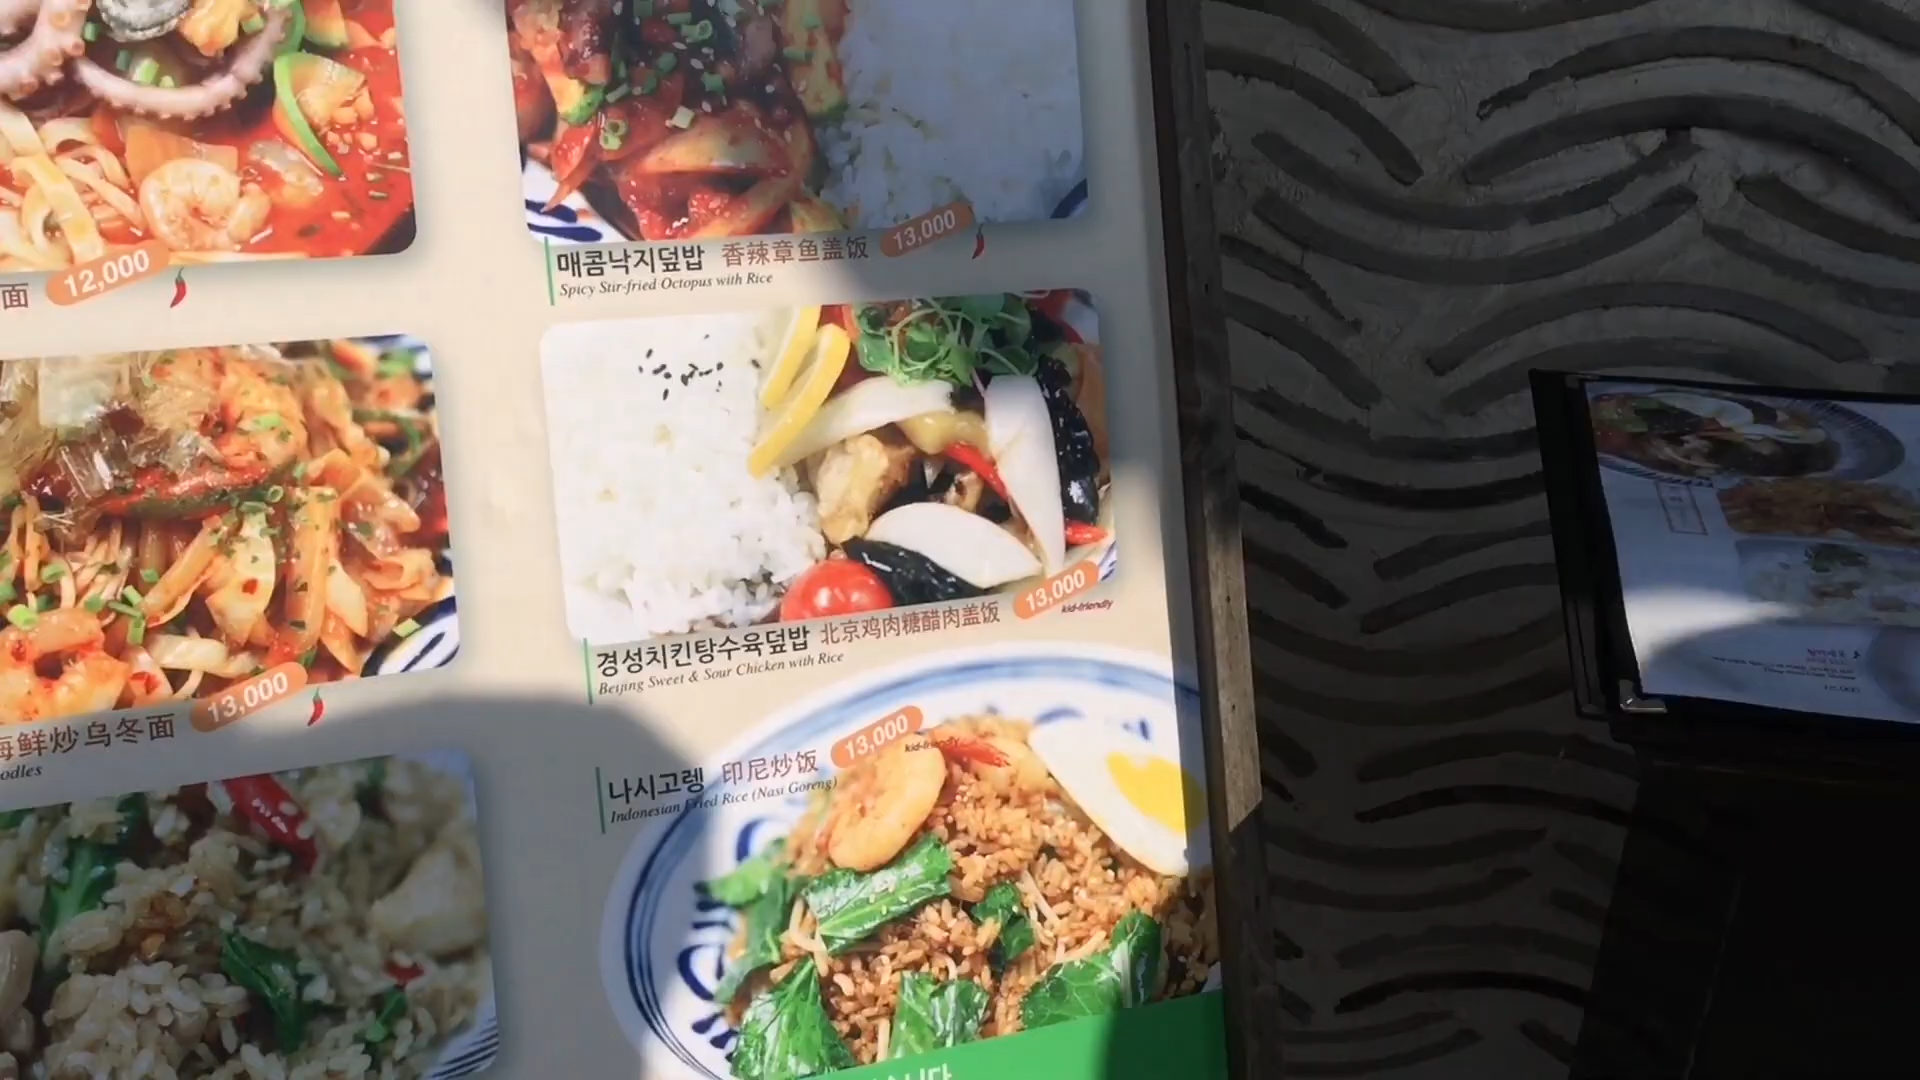 面 12,000
海鲜炒乌冬面 13,000
odles
매콤낙지덮밥 香辣章鱼盖饭 13,000
Spicy Stir-fried Octopus with Rice
경성치킨탕수육덮밥 北京鸡肉糖醋肉盖饭 13,000
kid-friendly
Beijing Sweet & Sour Chicken with Rice
나시고렝 印尼炒饭 13,000
kid-friendly
Indonesian Fried Rice (Nasi Goreng)
습니다